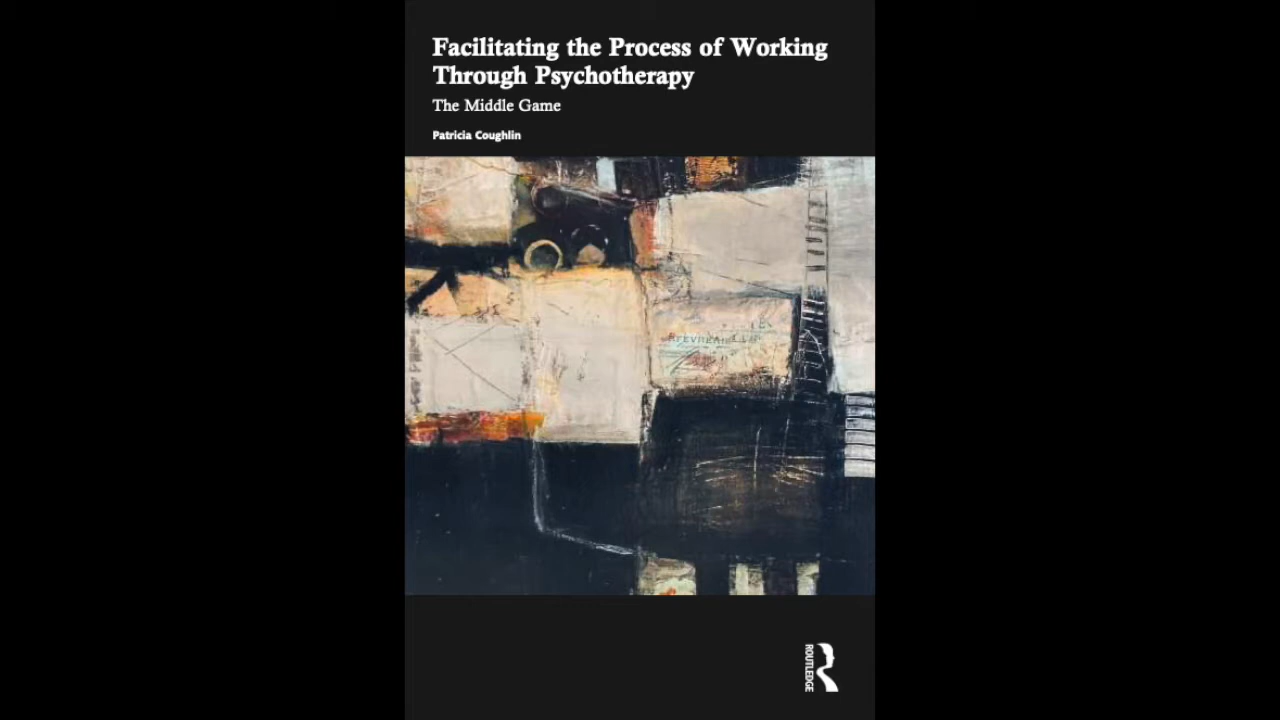 Facilitating the Process of Working
Through Psychotherapy
The Middle Game
Patricia Coughlin
ROUTLEDGE